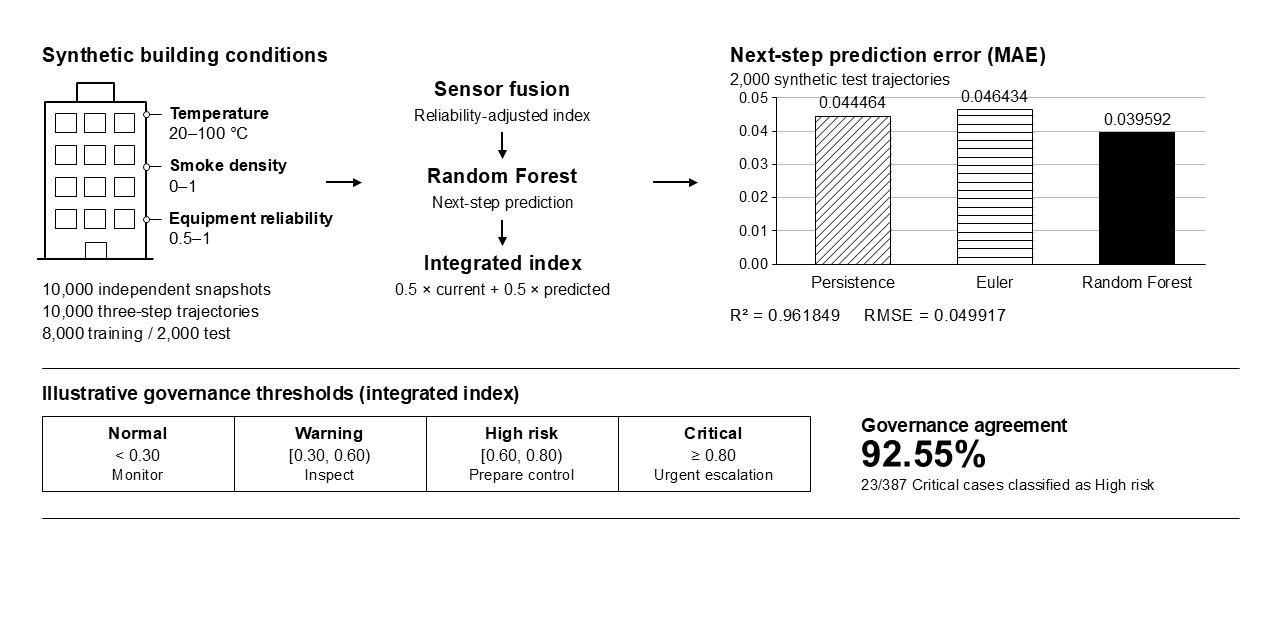 Synthetic building conditions
Temperature
20–100 °C
Smoke density
0–1
Equipment reliability
0.5–1
10,000 independent snapshots
10,000 three-step trajectories
8,000 training / 2,000 test
Sensor fusion
Reliability-adjusted index
Random Forest
Next-step prediction
Integrated index
0.5 × current + 0.5 × predicted
Next-step prediction error (MAE)
2,000 synthetic test trajectories
0.05
0.04
0.03
0.02
0.01
0.00
0.044464
0.046434
0.039592
Persistence
Euler
Random Forest
R² = 0.961849 RMSE = 0.049917
Illustrative governance thresholds (integrated index)
Normal
< 0.30
Monitor
Warning
[0.30, 0.60)
Inspect
High risk
[0.60, 0.80)
Prepare control
Critical
≥ 0.80
Urgent escalation
Governance agreement
92.55%
23/387 Critical cases classified as High risk